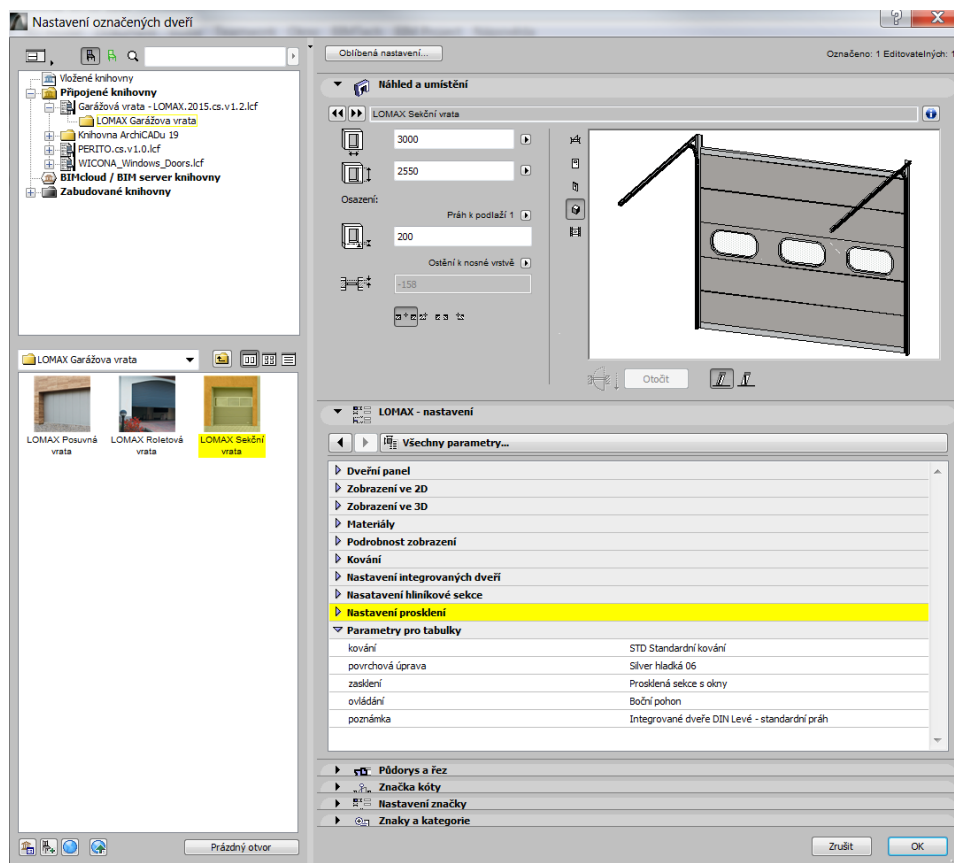 Nastavení označených dveří
Vložené knihovny
Připojené knihovny
Garážová vrata - LOMAX.2015.cs.v1.2.lcf
LOMAX Garážova vrata
Knihovna ArchiCADu 19
PERITO.cs.v1.0.lcf
WICONA_Windows_Doors.lcf
BIMcloud / BIM server knihovny
Zabudované knihovny
LOMAX Garážova vrata
LOMAX Posuvná vrata
LOMAX Roletová vrata
LOMAX Sekční vrata
Prázdný otvor
Oblíbená nastavení...
Označeno: 1 Editovatelných: 1
Náhled a umístění
LOMAX Sekční vrata
3000
2550
Osazení:
Práh k podlaží 1
200
Ostění k nosné vrstvě
-158
Otočit
LOMAX - nastavení
Všechny parametry...
Dveřní panel
Zobrazení ve 2D
Zobrazení ve 3D
Materiály
Podrobnost zobrazení
Kování
Nastavení integrovaných dveří
Nasatavení hliníkové sekce
Nastavení prosklení
Parametry pro tabulky
kování STD Standardní kování
povrchová úprava Silver hladká 06
zasklení Prosklená sekce s okny
ovládání Boční pohon
poznámka Integrované dveře DIN Levé - standardní práh
Půdorys a řez
Značka kóty
Nastavení značky
Znaky a kategorie
Zrušit
OK